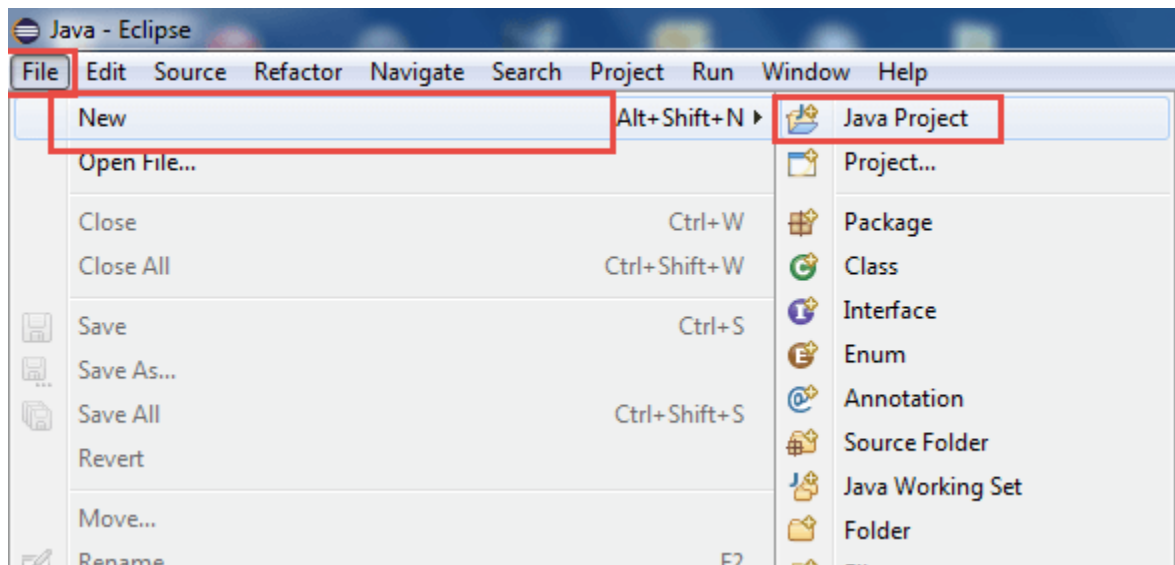 Java - Eclipse
File Edit Source Refactor Navigate Search Project Run Window Help
New Alt+Shift+N
Open File...
Close Ctrl+W
Close All Ctrl+Shift+W
Save Ctrl+S
Save As...
Save All Ctrl+Shift+S
Revert
Move...
Rename... F2
Java Project
Project...
Package
Class
Interface
Enum
Annotation
Source Folder
Java Working Set
Folder